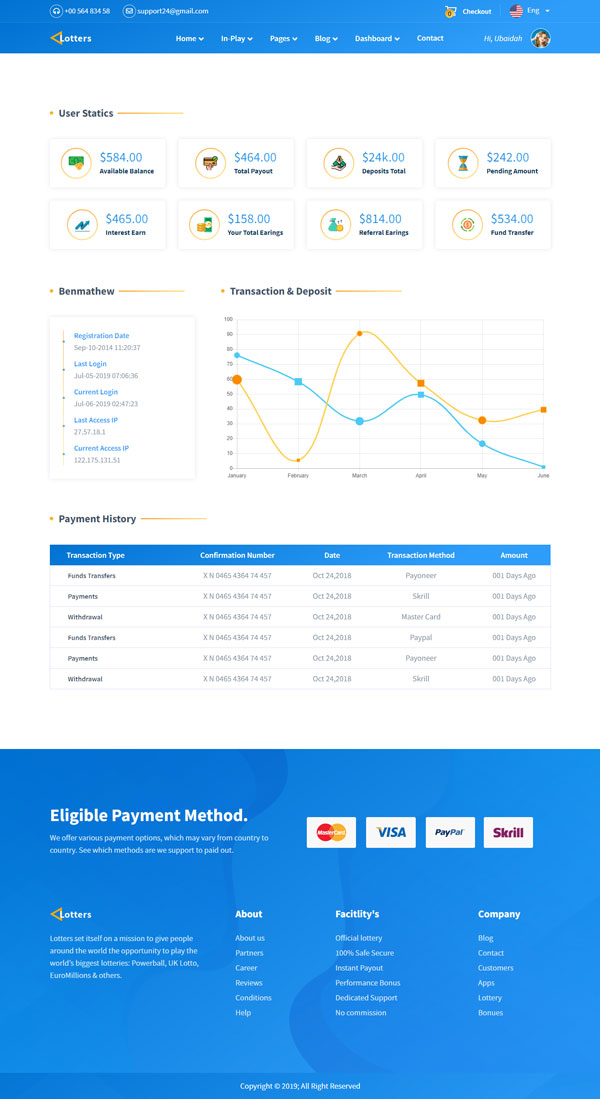 +00 564 834 58 support24@gmail.com 0 Checkout Eng
Lotters Home In-Play Pages Blog Dashboard Contact Hi, Ubaidah
User Statics
$584.00 $464.00 $24k.00 $242.00
Available Balance Total Payout Deposits Total Pending Amount
$465.00 $158.00 $814.00 $534.00
Interest Earn Your Total Earings Referral Earings Fund Transfer
Benmathew
Registration Date
Sep-10-2014 11:20:37
Last Login
Jul-05-2019 07:06:36
Current Login
Jul-06-2019 02:47:23
Last Access IP
27.57.18.1
Current Access IP
122.175.131.51
Transaction & Deposit
100
90
80
70
60
50
40
30
20
10
0
January February March April May June
Payment History
Transaction Type Confirmation Number Date Transaction Method Amount
Funds Transfers X N 0465 4364 74 457 Oct 24,2018 Payoneer 001 Days Ago
Payments X N 0465 4364 74 457 Oct 24,2018 Skrill 001 Days Ago
Withdrawal X N 0465 4364 74 457 Oct 24,2018 Master Card 001 Days Ago
Funds Transfers X N 0465 4364 74 457 Oct 24,2018 Paypal 001 Days Ago
Payments X N 0465 4364 74 457 Oct 24,2018 Payoneer 001 Days Ago
Withdrawal X N 0465 4364 74 457 Oct 24,2018 Skrill 001 Days Ago
Eligible Payment Method.
We offer various payment options, which may vary from country to
country. See which methods are we support to paid out.
MasterCard VISA PayPal Skrill
Lotters
Lotters set itself on a mission to give people
around the world the opportunity to play the
world's biggest lotteries: Powerball, UK Lotto,
EuroMillions & others.
About
About us
Partners
Career
Reviews
Conditions
Help
Facitlity's
Official lottery
100% Safe Secure
Instant Payout
Performance Bonus
Dedicated Support
No commission
Company
Blog
Contact
Customers
Apps
Lottery
Bonues
Copyright © 2019; All Right Reserved